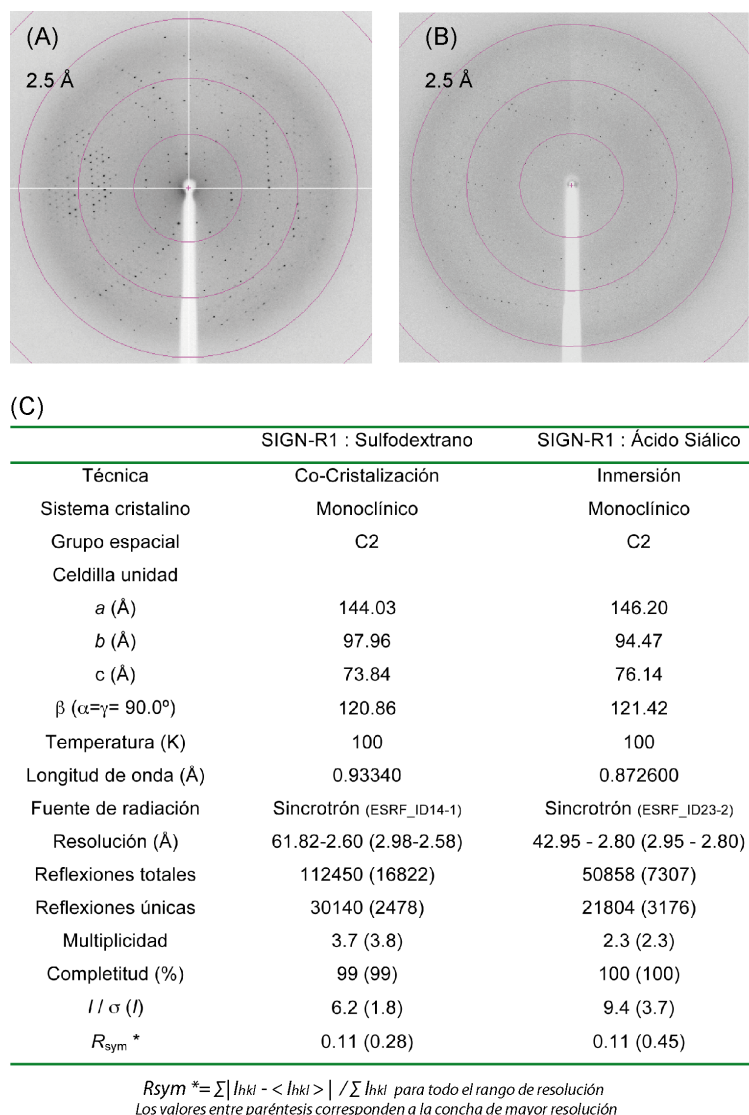 (A)
2.5 Å
(B)
2.5 Å
(C)
SIGN-R1 : Sulfodextrano SIGN-R1 : Ácido Siálico
Técnica Co-Cristalización Inmersión
Sistema cristalino Monoclínico Monoclínico
Grupo espacial C2 C2
Celdilla unidad
a (Å) 144.03 146.20
b (Å) 97.96 94.47
c (Å) 73.84 76.14
β (α=γ= 90.0º) 120.86 121.42
Temperatura (K) 100 100
Longitud de onda (Å) 0.93340 0.872600
Fuente de radiación Sincrotrón (ESRF_ID14-1) Sincrotrón (ESRF_ID23-2)
Resolución (Å) 61.82-2.60 (2.98-2.58) 42.95 - 2.80 (2.95 - 2.80)
Reflexiones totales 112450 (16822) 50858 (7307)
Reflexiones únicas 30140 (2478) 21804 (3176)
Multiplicidad 3.7 (3.8) 2.3 (2.3)
Completitud (%) 99 (99) 100 (100)
I / σ (I) 6.2 (1.8) 9.4 (3.7)
Rsym * 0.11 (0.28) 0.11 (0.45)
Rsym *= ∑| Ihkl - < Ihkl > | / ∑ Ihkl para todo el rango de resolución
Los valores entre paréntesis corresponden a la concha de mayor resolución